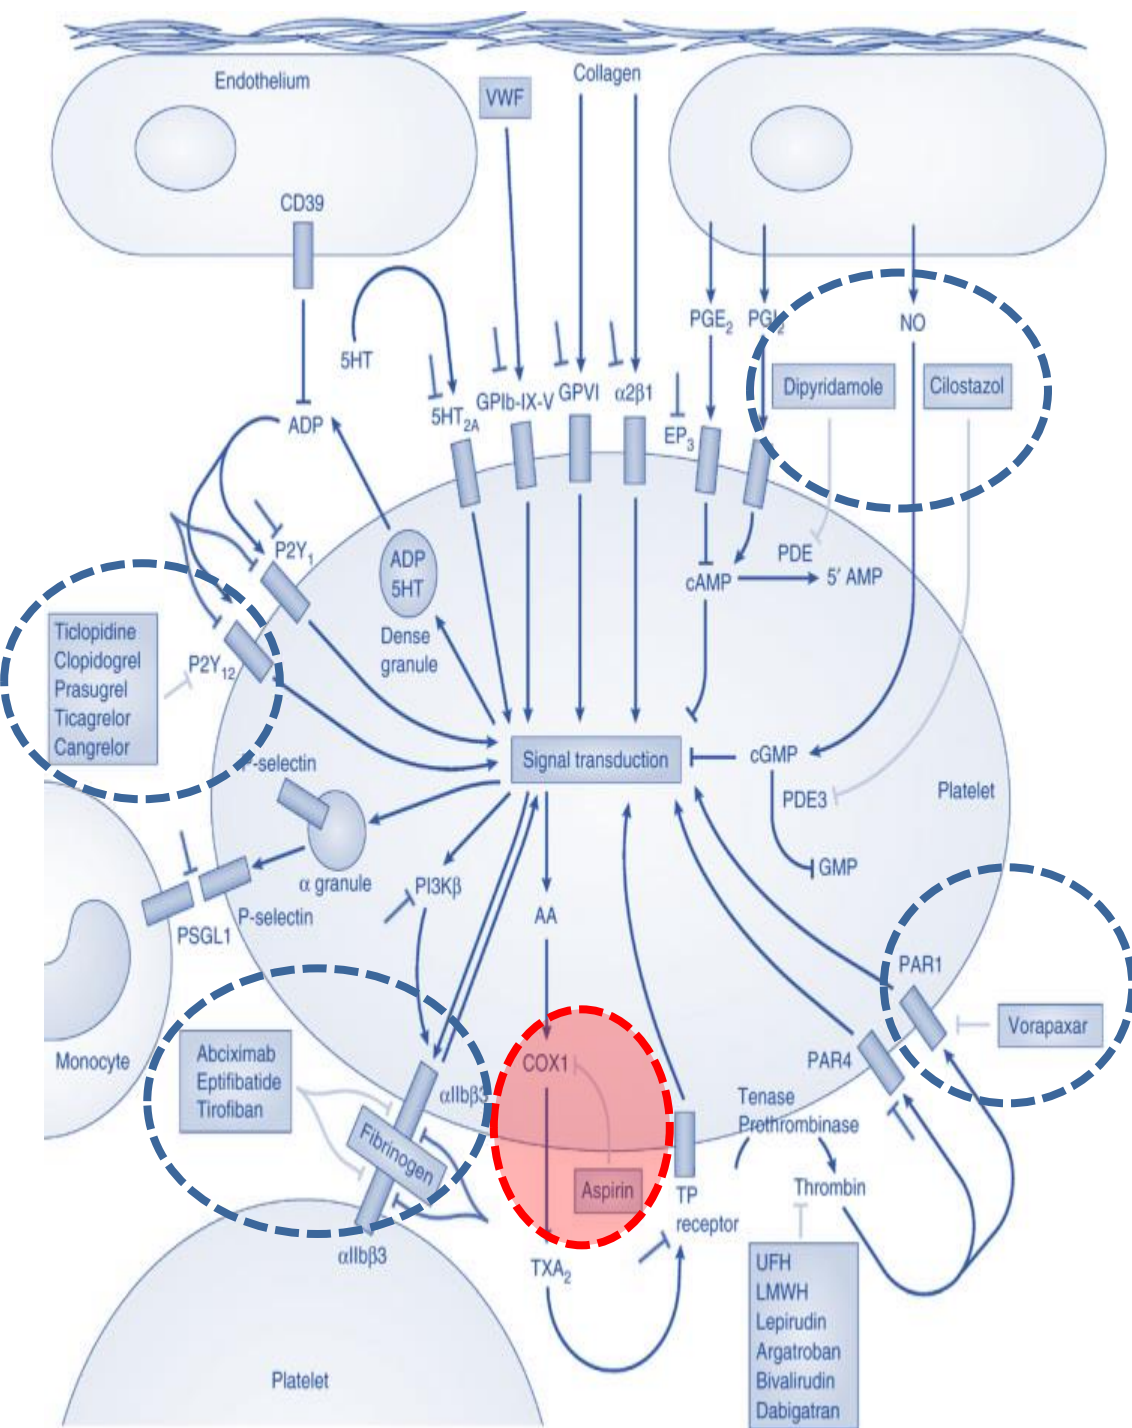 Endothelium
VWF
Collagen
CD39
5HT
ADP
5HT2A
GPIb-IX-V
GPVI
α2β1
EP3
PGE2
PGI2
NO
Dipyridamole
Cilostazol
P2Y1
ADP
5HT
Dense
granule
PDE
cAMP
5′ AMP
Ticlopidine
Clopidogrel
Prasugrel
Ticagrelor
Cangrelor
P2Y12
P-selectin
Signal transduction
cGMP
PDE3
Platelet
GMP
α granule
PI3Kβ
AA
P-selectin
PSGL1
Monocyte
PAR1
Vorapaxar
PAR4
Abciximab
Eptifibatide
Tirofiban
αIIbβ3
Fibrinogen
αIIbβ3
COX1
Aspirin
TXA2
TP
receptor
Tenase
Prothrombinase
Thrombin
UFH
LMWH
Lepirudin
Argatroban
Bivalirudin
Dabigatran
Platelet